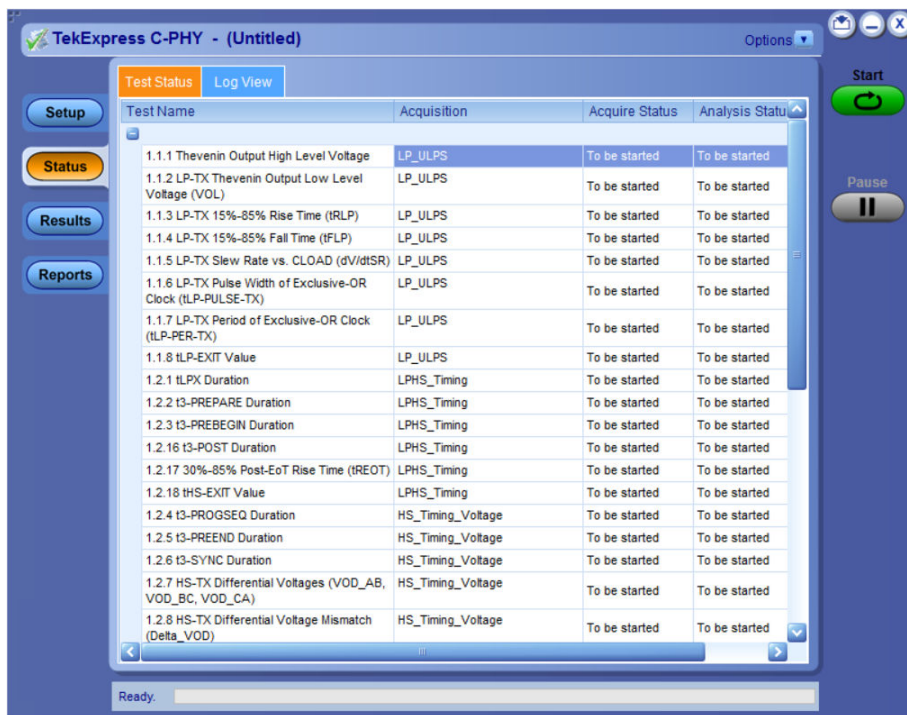 TekExpress C-PHY - (Untitled)
Options
Start
Pause
Setup
Status
Results
Reports
Test Status Log View
Test Name Acquisition Acquire Status Analysis Statu
1.1.1 Thevenin Output High Level Voltage LP_ULPS To be started To be started
1.1.2 LP-TX Thevenin Output Low Level
Voltage (VOL) LP_ULPS To be started To be started
1.1.3 LP-TX 15%-85% Rise Time (tRLP) LP_ULPS To be started To be started
1.1.4 LP-TX 15%-85% Fall Time (tFLP) LP_ULPS To be started To be started
1.1.5 LP-TX Slew Rate vs. CLOAD (dV/dtSR) LP_ULPS To be started To be started
1.1.6 LP-TX Pulse Width of Exclusive-OR
Clock (tLP-PULSE-TX) LP_ULPS To be started To be started
1.1.7 LP-TX Period of Exclusive-OR Clock
(tLP-PER-TX) LP_ULPS To be started To be started
1.1.8 tLP-EXIT Value LP_ULPS To be started To be started
1.2.1 tLPX Duration LPHS_Timing To be started To be started
1.2.2 t3-PREPARE Duration LPHS_Timing To be started To be started
1.2.3 t3-PREBEGIN Duration LPHS_Timing To be started To be started
1.2.16 t3-POST Duration LPHS_Timing To be started To be started
1.2.17 30%-85% Post-EoT Rise Time (tREOT) LPHS_Timing To be started To be started
1.2.18 tHS-EXIT Value LPHS_Timing To be started To be started
1.2.4 t3-PROGSEQ Duration HS_Timing_Voltage To be started To be started
1.2.5 t3-PREEND Duration HS_Timing_Voltage To be started To be started
1.2.6 t3-SYNC Duration HS_Timing_Voltage To be started To be started
1.2.7 HS-TX Differential Voltages (VOD_AB,
VOD_BC, VOD_CA) HS_Timing_Voltage To be started To be started
1.2.8 HS-TX Differential Voltage Mismatch
(Delta_VOD) HS_Timing_Voltage To be started To be started
Ready.